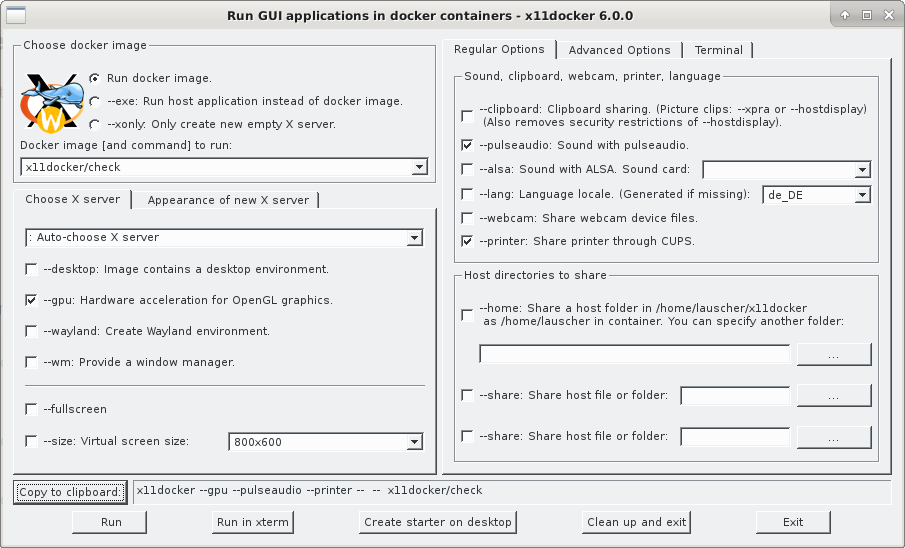 Run GUI applications in docker containers - x11docker 6.0.0
Choose docker image
Run docker image.
--exe: Run host application instead of docker image.
--xonly: Only create new empty X server.
W
Docker image [and command] to run:
x11docker/check
Choose X server
Appearance of new X server
: Auto-choose X server
--desktop: Image contains a desktop environment.
--gpu: Hardware acceleration for OpenGL graphics.
--wayland: Create Wayland environment.
--wm: Provide a window manager.
--fullscreen
--size: Virtual screen size:
800x600
Regular Options
Advanced Options
Terminal
Sound, clipboard, webcam, printer, language
--clipboard: Clipboard sharing. (Picture clips: --xpra or --hostdisplay)
(Also removes security restrictions of --hostdisplay).
--pulseaudio: Sound with pulseaudio.
--alsa: Sound with ALSA. Sound card:
--lang: Language locale. (Generated if missing):
de_DE
--webcam: Share webcam device files.
--printer: Share printer through CUPS.
Host directories to share
--home: Share a host folder in /home/lauscher/x11docker
as /home/lauscher in container. You can specify another folder:
...
--share: Share host file or folder:
...
--share: Share host file or folder:
...
Copy to clipboard:
x11docker --gpu --pulseaudio --printer -- -- x11docker/check
Run
Run in xterm
Create starter on desktop
Clean up and exit
Exit